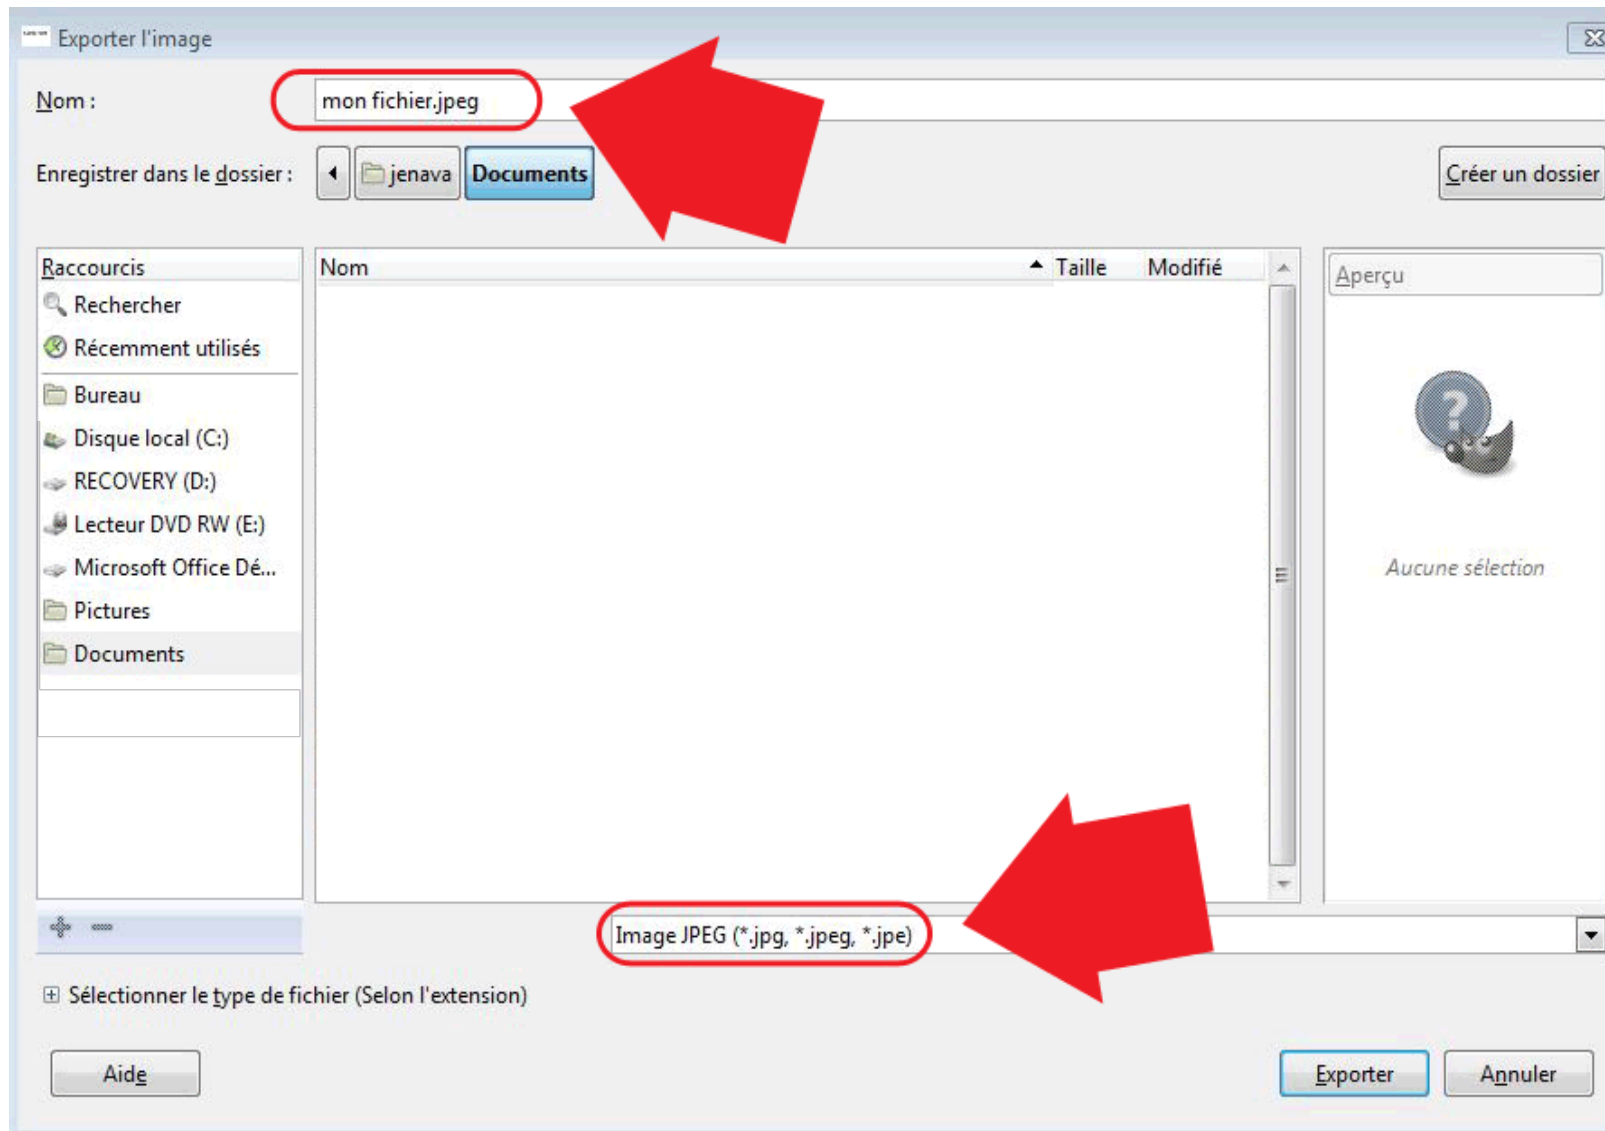 Exporter l'image
Nom :
mon fichier.jpeg
Enregistrer dans le dossier :
jenava
Documents
Créer un dossier
Raccourcis
Rechercher
Récemment utilisés
Bureau
Disque local (C:)
RECOVERY (D:)
Lecteur DVD RW (E:)
Microsoft Office Dé...
Pictures
Documents
Nom
Taille
Modifié
Aperçu
?
Aucune sélection
Image JPEG (*.jpg, *.jpeg, *.jpe)
Sélectionner le type de fichier (Selon l'extension)
Aide
Exporter
Annuler